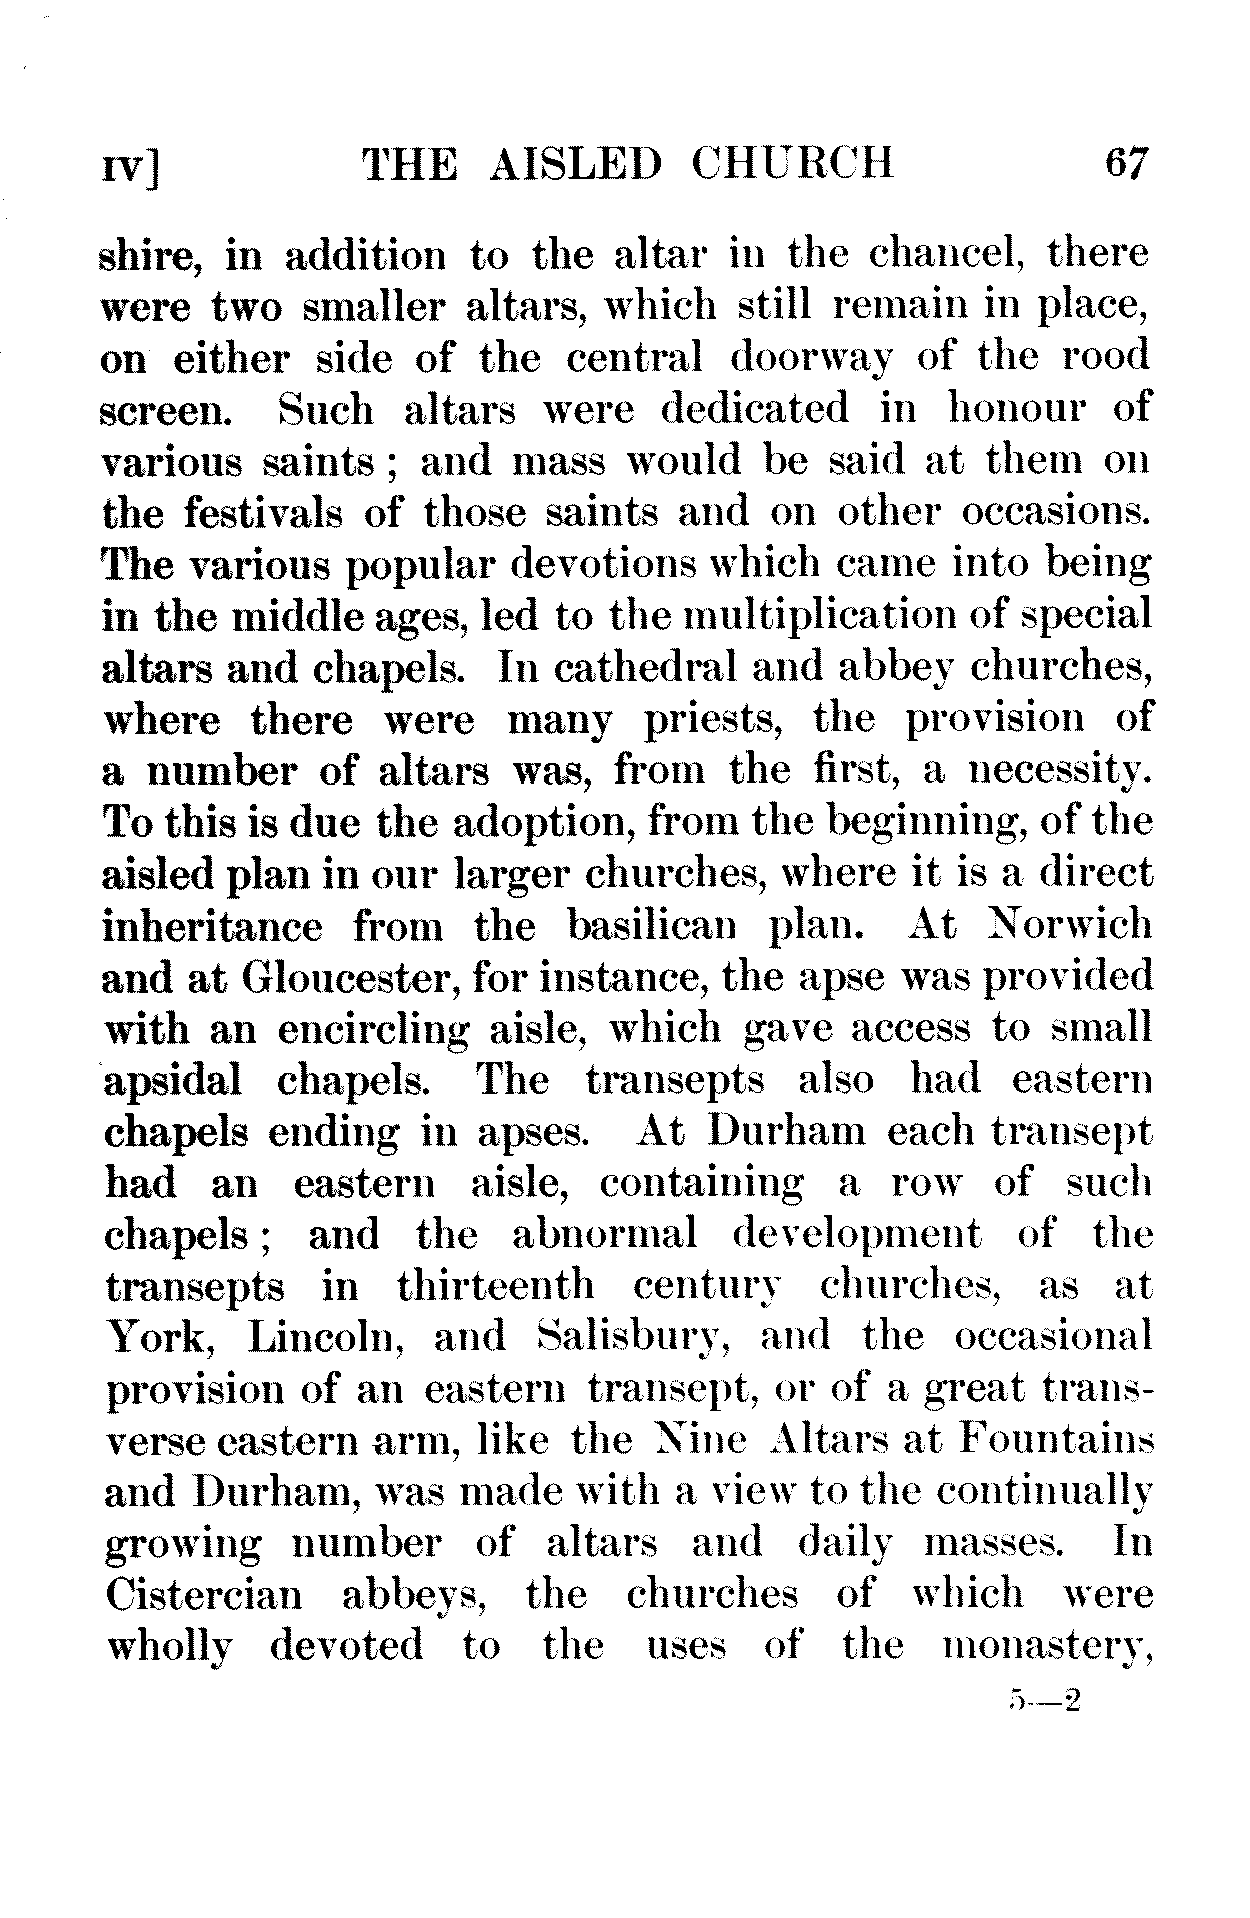 IV] THE AISLED CHURCH 67
shire, in addition to the altar in the chancel, there
were two smaller altars, which still remain in place,
on either side of the central doorway of the rood
screen. Such altars were dedicated in honour of
various saints ; and mass would be said at them on
the festivals of those saints and on other occasions.
The various popular devotions which came into being
in the middle ages, led to the multiplication of special
altars and chapels. In cathedral and abbey churches,
where there were many priests, the provision of
a number of altars was, from the first, a necessity.
To this is due the adoption, from the beginning, of the
aisled plan in our larger churches, where it is a direct
inheritance from the basilican plan. At Norwich
and at Gloucester, for instance, the apse was provided
with an encircling aisle, which gave access to small
apsidal chapels. The transepts also had eastern
chapels ending in apses. At Durham each transept
had an eastern aisle, containing a row of such
chapels ; and the abnormal development of the
transepts in thirteenth century churches, as at
York, Lincoln, and Salisbury, and the occasional
provision of an eastern transept, or of a great trans-
verse eastern arm, like the Nine Altars at Fountains
and Durham, was made with a view to the continually
growing number of altars and daily masses. In
Cistercian abbeys, the churches of which were
wholly devoted to the uses of the monastery,
5—2